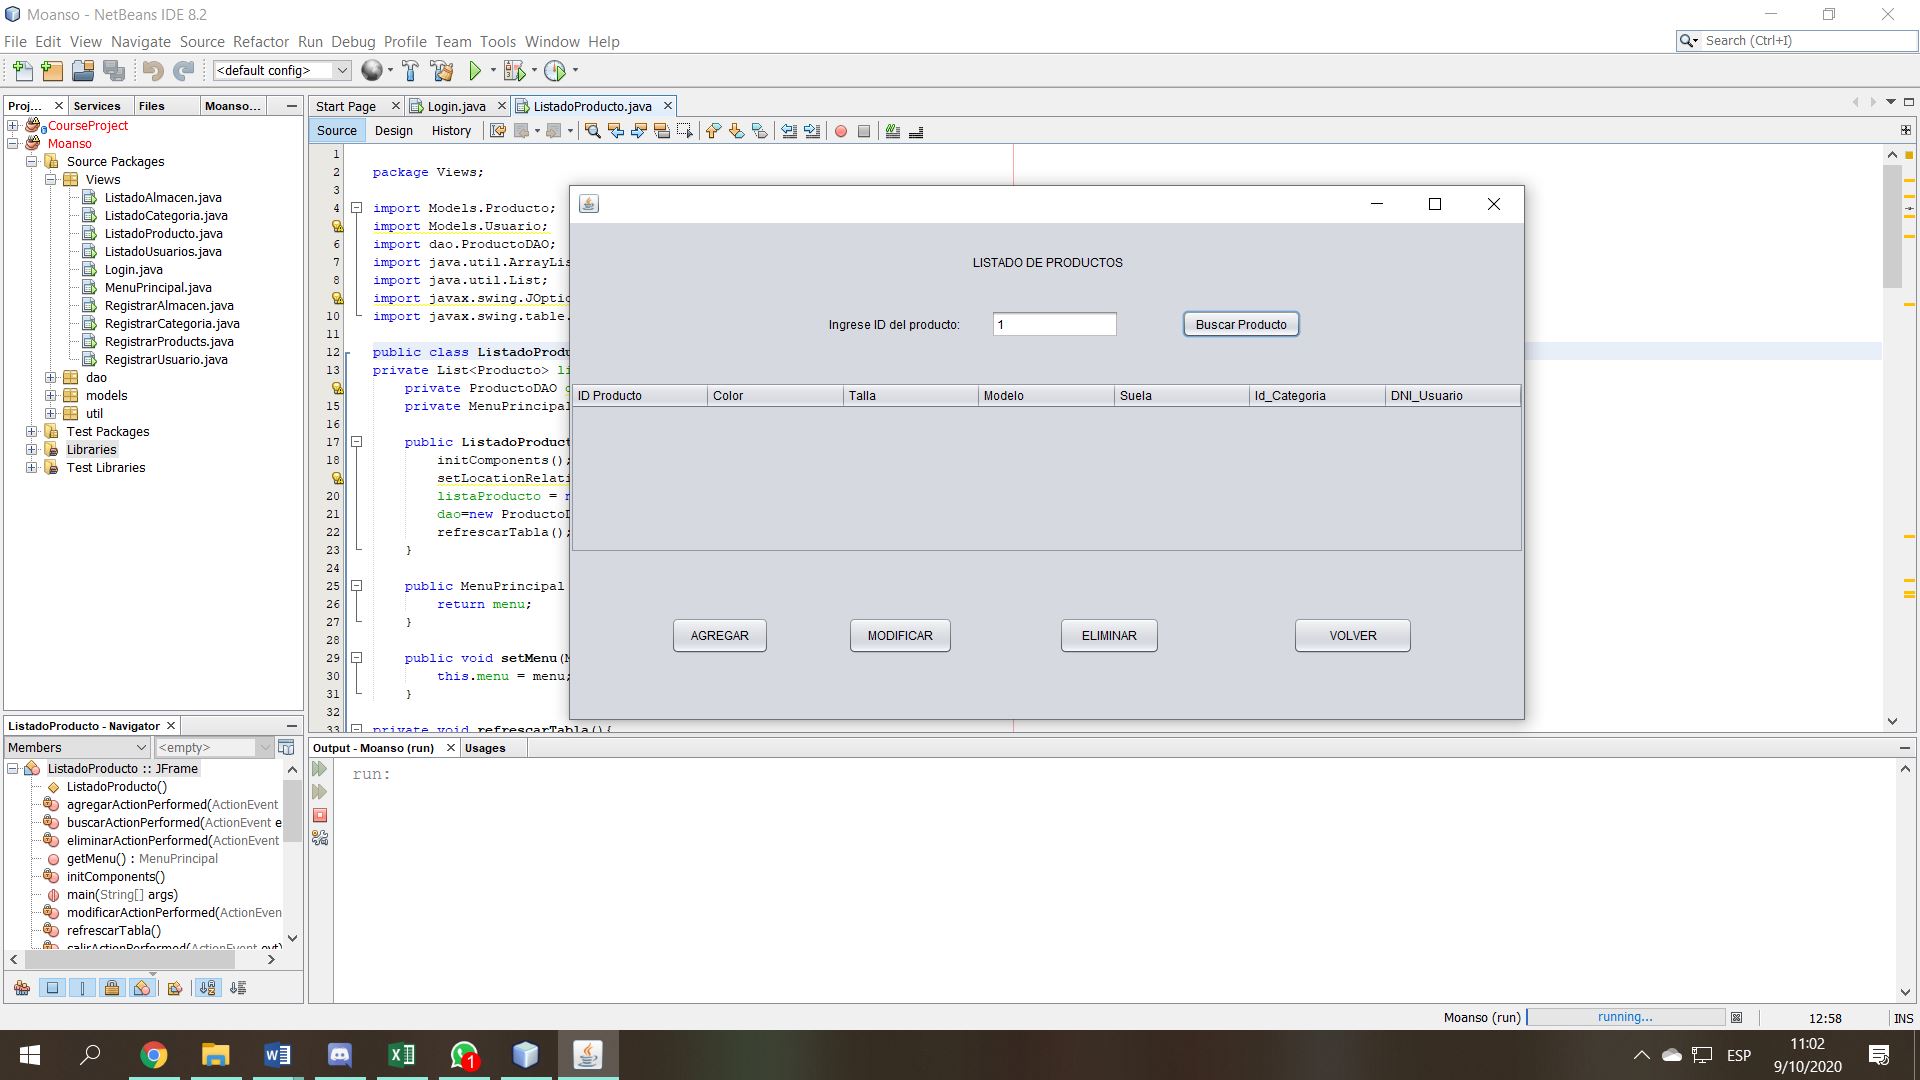 Moanso - NetBeans IDE 8.2
File Edit View Navigate Source Refactor Run Debug Profile Team Tools Window Help
Search (Ctrl+I)
<default config>
Proj... Services Files Moanso...
CourseProject
Moanso
Source Packages
Views
ListadoAlmacen.java
ListadoCategoria.java
ListadoProducto.java
ListadoUsuarios.java
Login.java
MenuPrincipal.java
RegistrarAlmacen.java
RegistrarCategoria.java
RegistrarProducts.java
RegistrarUsuario.java
dao
models
util
Test Packages
Libraries
Test Libraries
ListadoProducto - Navigator
Members <empty>
ListadoProducto :: JFrame
ListadoProducto()
agregarActionPerformed(ActionEvent
buscarActionPerformed(ActionEvent e
eliminarActionPerformed(ActionEvent
getMenu() : MenuPrincipal
initComponents()
main(String[] args)
modificarActionPerformed(ActionEven
refrescarTabla()
salirActionPerformed(ActionEvent evt)
Start Page Login.java ListadoProducto.java
Source Design History
1
2 package Views;
3
4 import Models.Producto;
import Models.Usuario;
6 import dao.ProductoDAO;
7 import java.util.ArrayLis
8 import java.util.List;
import javax.swing.JOptio
10 import javax.swing.table.
11
12 public class ListadoProdu
13 private List<Producto> li
private ProductoDAO
15 private MenuPrincipal
16
17 public ListadoProduct
18 initComponents();
setLocationRelati
20 listaProducto = n
21 dao=new ProductoD
22 refrescarTabla();
23 }
24
25 public MenuPrincipal
26 return menu;
27 }
28
29 public void setMenu(M
30 this.menu = menu;
31 }
32
33 private void refrescarTabla(){
LISTADO DE PRODUCTOS
Ingrese ID del producto: 1 Buscar Producto
ID Producto Color Talla Modelo Suela Id_Categoria DNI_Usuario
AGREGAR MODIFICAR ELIMINAR VOLVER
Output - Moanso (run) Usages
run:
Moanso (run) running... 12:58 INS
1
ESP
11:02
9/10/2020